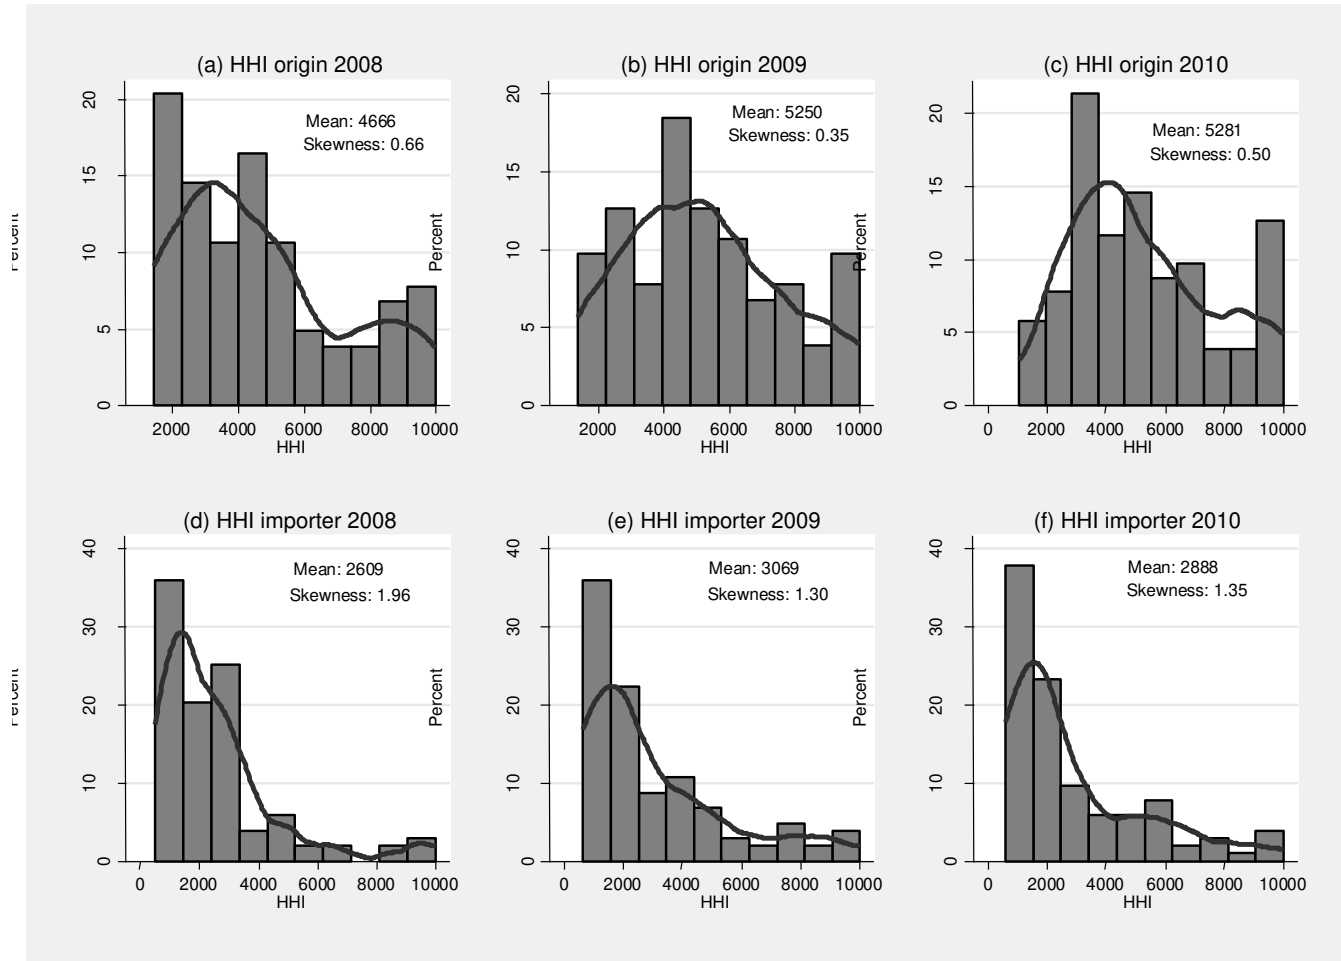 (a) HHI origin 2008
(b) HHI origin 2009
(c) HHI origin 2010
Mean: 4666
Skewness: 0.66
Mean: 5250
Skewness: 0.35
Mean: 5281
Skewness: 0.50
Percent
Percent
Percent
20
15
10
5
0
20
15
10
5
0
20
15
10
5
0
2000 4000 6000 8000 10000
2000 4000 6000 8000 10000
0 2000 4000 6000 8000 10000
HHI
HHI
HHI
(d) HHI importer 2008
(e) HHI importer 2009
(f) HHI importer 2010
Mean: 2609
Skewness: 1.96
Mean: 3069
Skewness: 1.30
Mean: 2888
Skewness: 1.35
Percent
Percent
Percent
40
30
20
10
0
40
30
20
10
0
40
30
20
10
0
0 2000 4000 6000 8000 10000
0 2000 4000 6000 8000 10000
0 2000 4000 6000 8000 10000
HHI
HHI
HHI